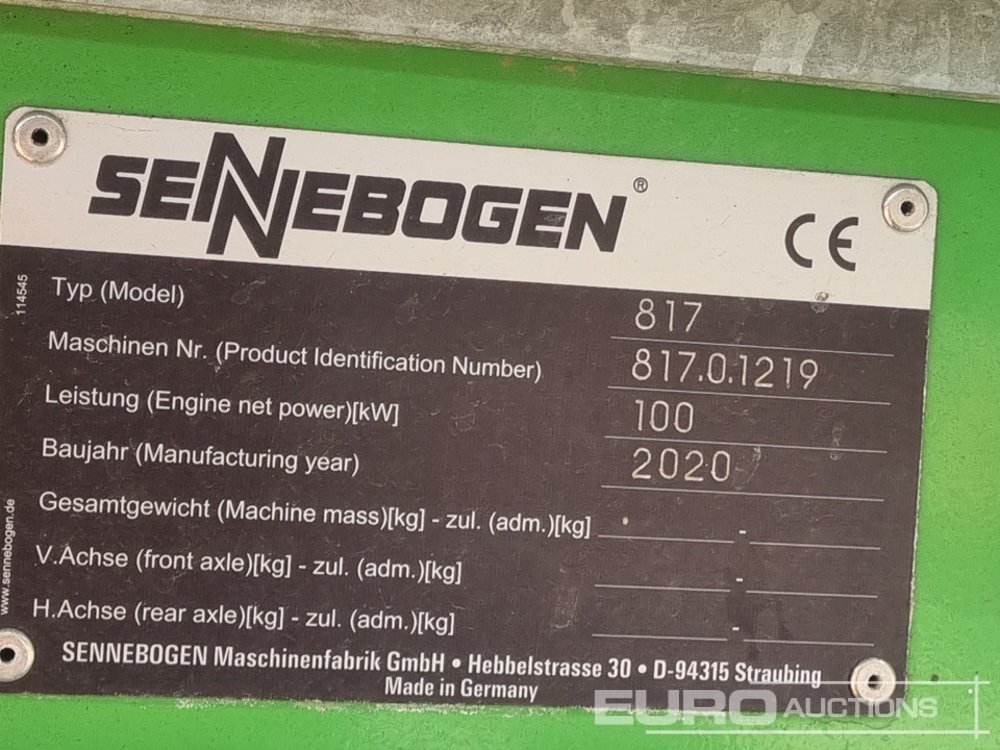 SENNEBOGEN®
CE
114545
Typ (Model) 817
Maschinen Nr. (Product Identification Number) 817.0.1219
Leistung (Engine net power)[kW] 100
Baujahr (Manufacturing year) 2020
Gesamtgewicht (Machine mass)[kg] - zul. (adm.)[kg] -
V.Achse (front axle)[kg] - zul. (adm.)[kg] -
H.Achse (rear axle)[kg] - zul. (adm.)[kg] -
www.sennebogen.de
SENNEBOGEN Maschinenfabrik GmbH • Hebbelstrasse 30 • D-94315 Straubing
Made in Germany
EURO AUCTIONS